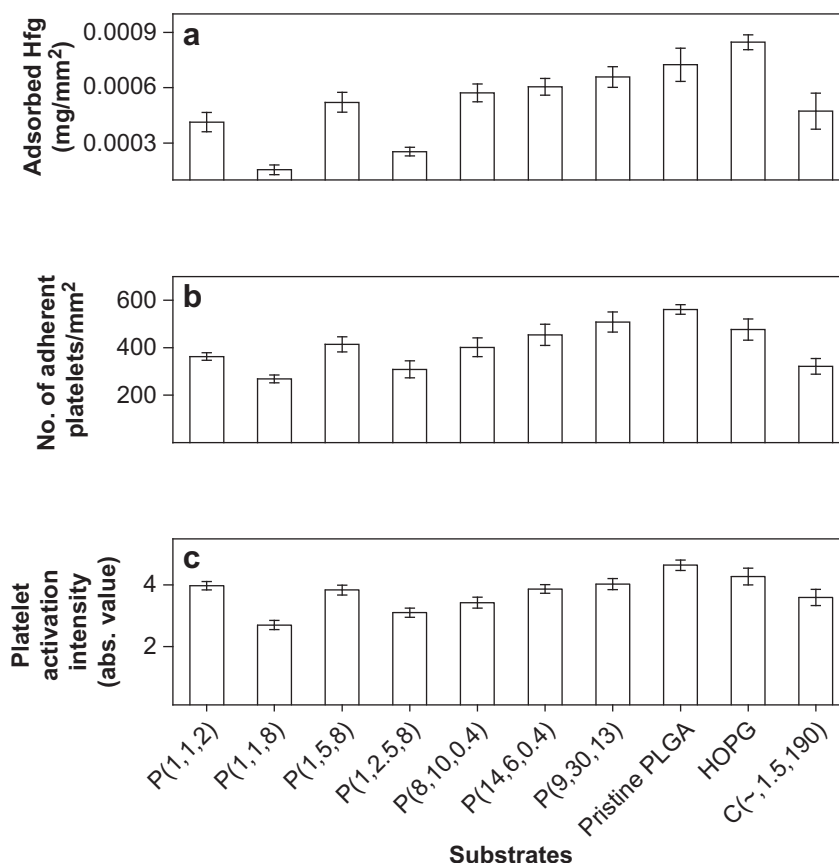 a
Adsorbed Hfg
(mg/mm²)
0.0009
0.0006
0.0003
b
No. of adherent
platelets/mm²
600
400
200
c
Platelet
activation
intensity
(abs. value)
4
2
P(1,1,2)
P(1,1,8)
P(1,5,8)
P(1,2.5,8)
P(8,10,0.4)
P(14,6,0.4)
P(9,30,13)
Pristine PLGA
HOPG
C(~,1.5,190)
Substrates